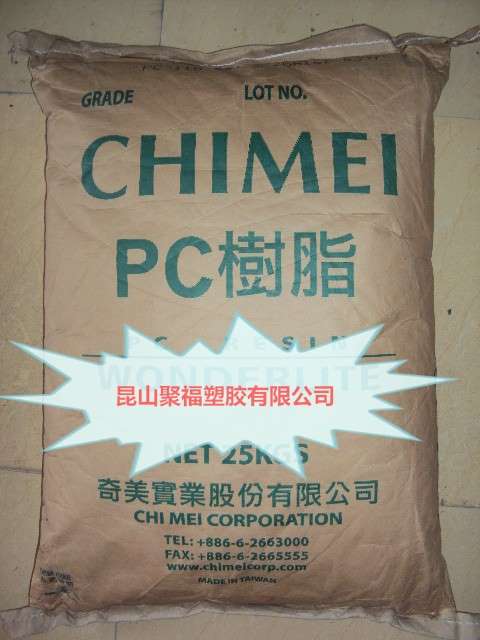 GRADE LOT NO.
CHIMEI
PC樹脂
PC RESIN
WONDERLITE
昆山聚福塑胶有限公司
NET 25KGS
奇美實業股份有限公司
CHI MEI CORPORATION
TEL: +886-6-2663000
FAX: +886-6-2665555
www.chimeicorp.com
MADE IN TAIWAN